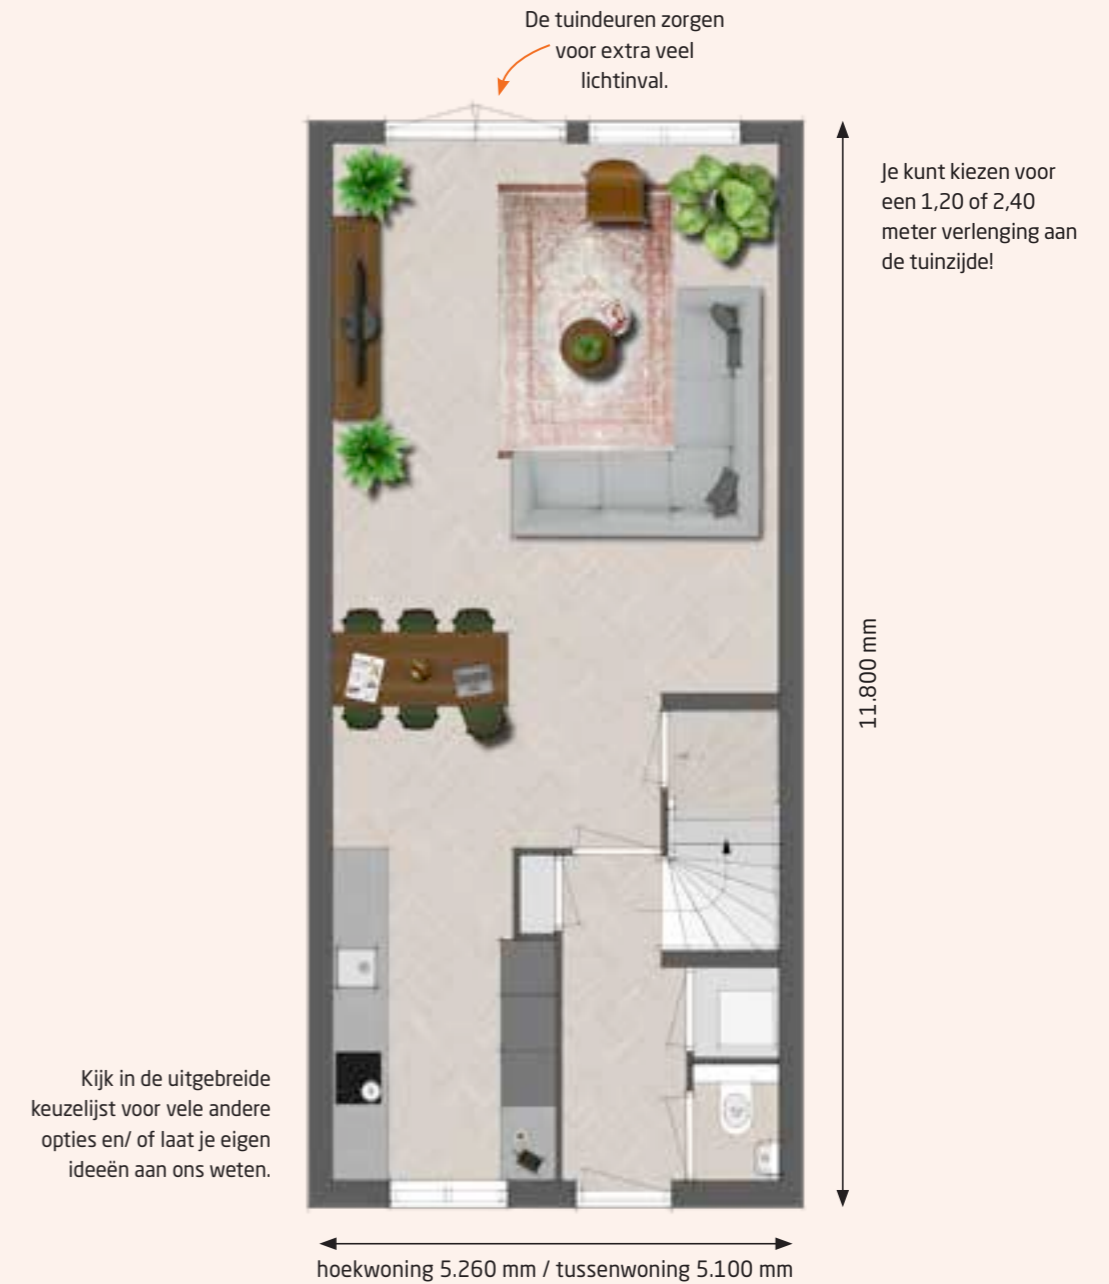 De tuindeuren zorgen
voor extra veel
lichtinval.
Je kunt kiezen voor
een 1,20 of 2,40
meter verlenging aan
de tuinzijde!
11.800 mm
Kijk in de uitgebreide
keuzelijst voor vele andere
opties en/ of laat je eigen
ideeën aan ons weten.
hoekwoning 5.260 mm / tussenwoning 5.100 mm